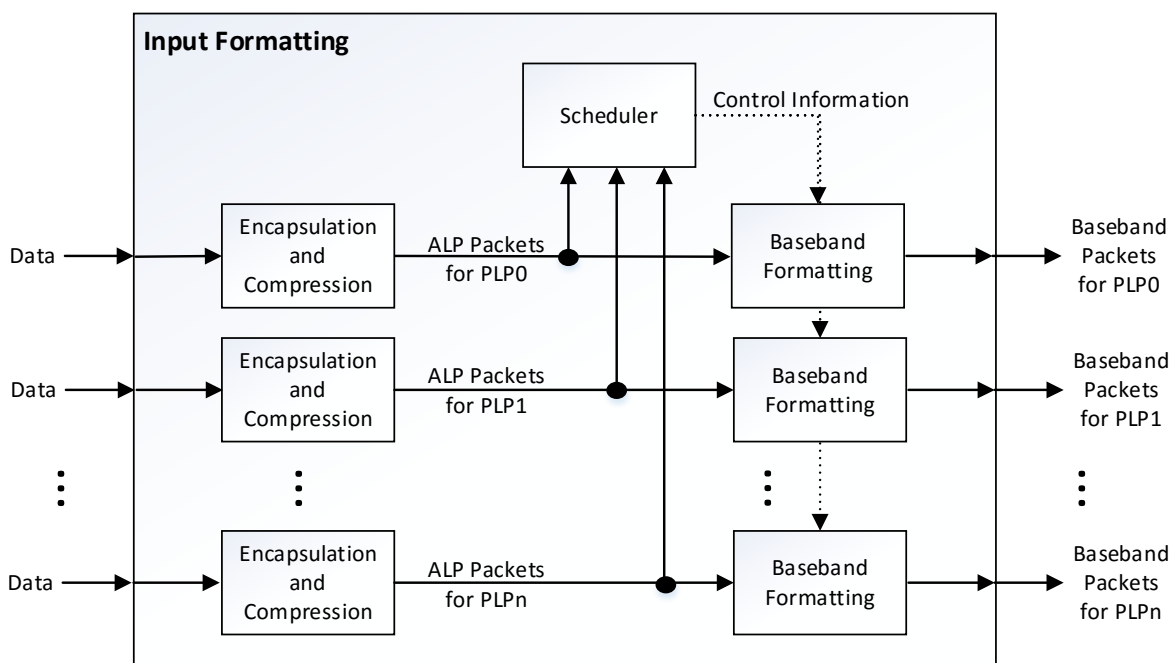 Input Formatting
Scheduler
Control Information
Data
Encapsulation
and
Compression
ALP Packets
for PLP0
Baseband
Formatting
Baseband
Packets
for PLP0
Data
Encapsulation
and
Compression
ALP Packets
for PLP1
Baseband
Formatting
Baseband
Packets
for PLP1
Data
Encapsulation
and
Compression
ALP Packets
for PLPn
Baseband
Formatting
Baseband
Packets
for PLPn